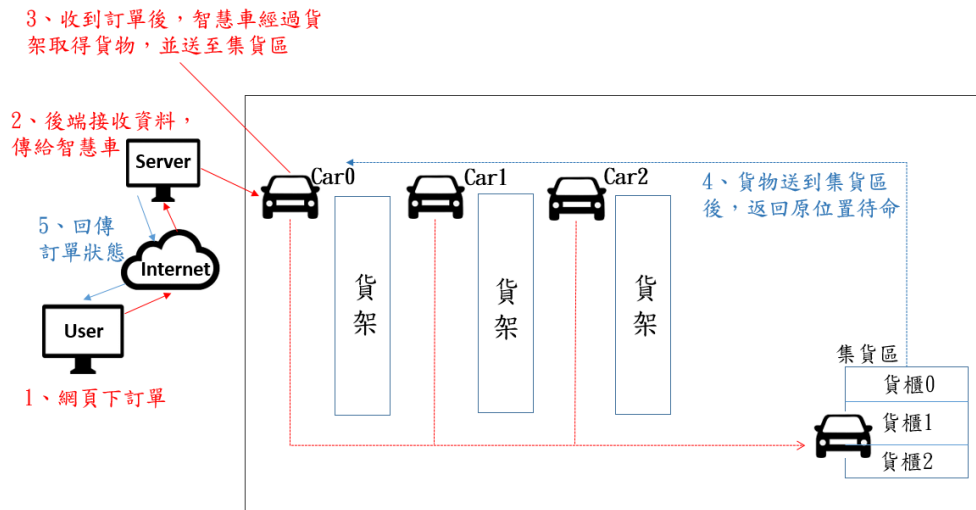 3、收到訂單後，智慧車經過貨
架取得貨物，並送至集貨區
2、後端接收資料，
傳給智慧車
Server
Car0
Car1
Car2
4、貨物送到集貨區
後，返回原位置待命
5、回傳
訂單狀態
Internet
User
1、網頁下訂單
貨架
貨架
貨架
集貨區
貨櫃0
貨櫃1
貨櫃2